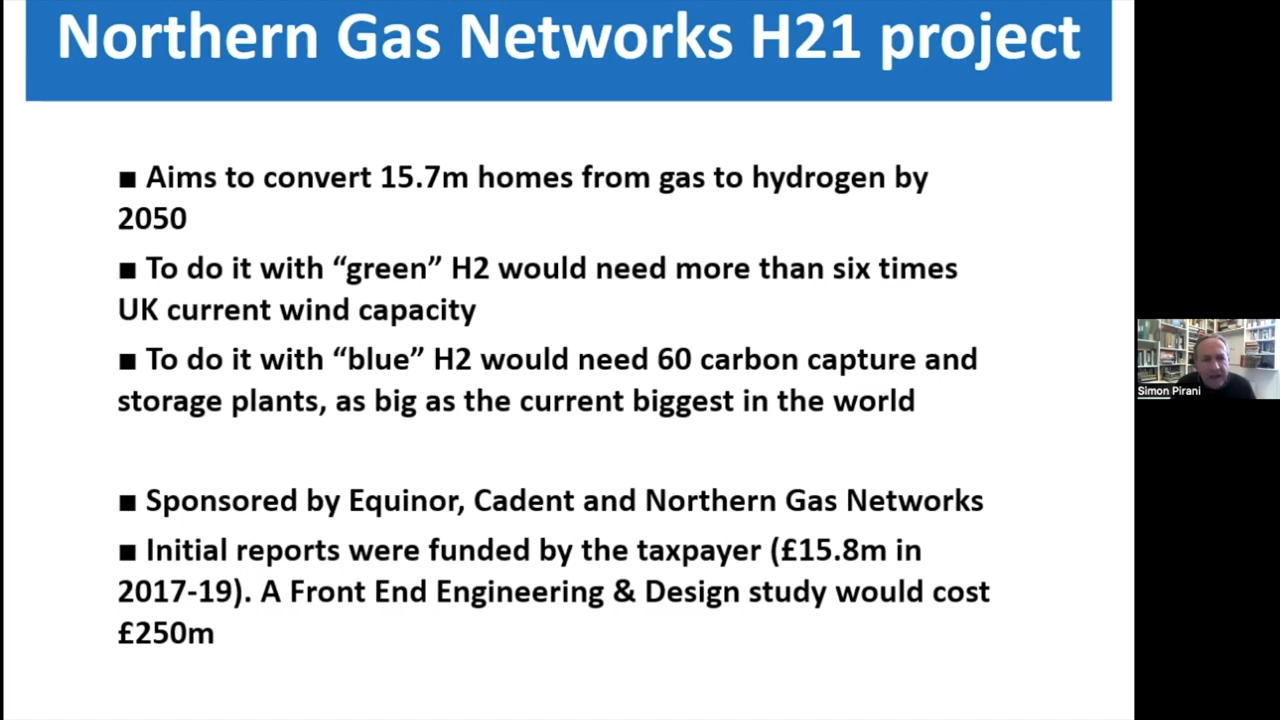 Northern Gas Networks H21 project
■ Aims to convert 15.7m homes from gas to hydrogen by
2050
■ To do it with “green” H2 would need more than six times
UK current wind capacity
■ To do it with “blue” H2 would need 60 carbon capture and
storage plants, as big as the current biggest in the world
■ Sponsored by Equinor, Cadent and Northern Gas Networks
■ Initial reports were funded by the taxpayer (£15.8m in
2017-19). A Front End Engineering & Design study would cost
£250m
Simon Pirani